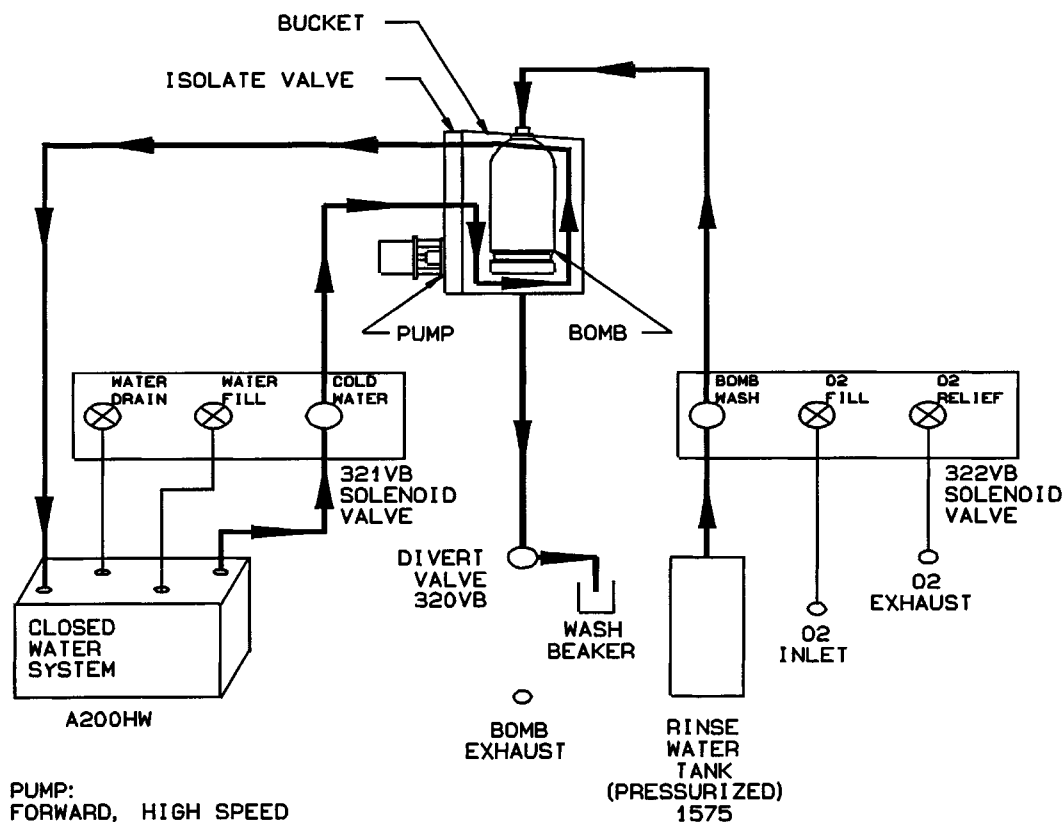 BUCKET
ISOLATE VALVE
PUMP
BOMB
WATER
DRAIN
WATER
FILL
COLD
WATER
BOMB
WASH
O2
FILL
O2
RELIEF
321VB
SOLENOID
VALVE
322VB
SOLENOID
VALVE
DIVERT
VALVE
320VB
WASH
BEAKER
O2
EXHAUST
O2
INLET
CLOSED
WATER
SYSTEM
A200HW
BOMB
EXHAUST
RINSE
WATER
TANK
(PRESSURIZED)
1575
PUMP:
FORWARD, HIGH SPEED